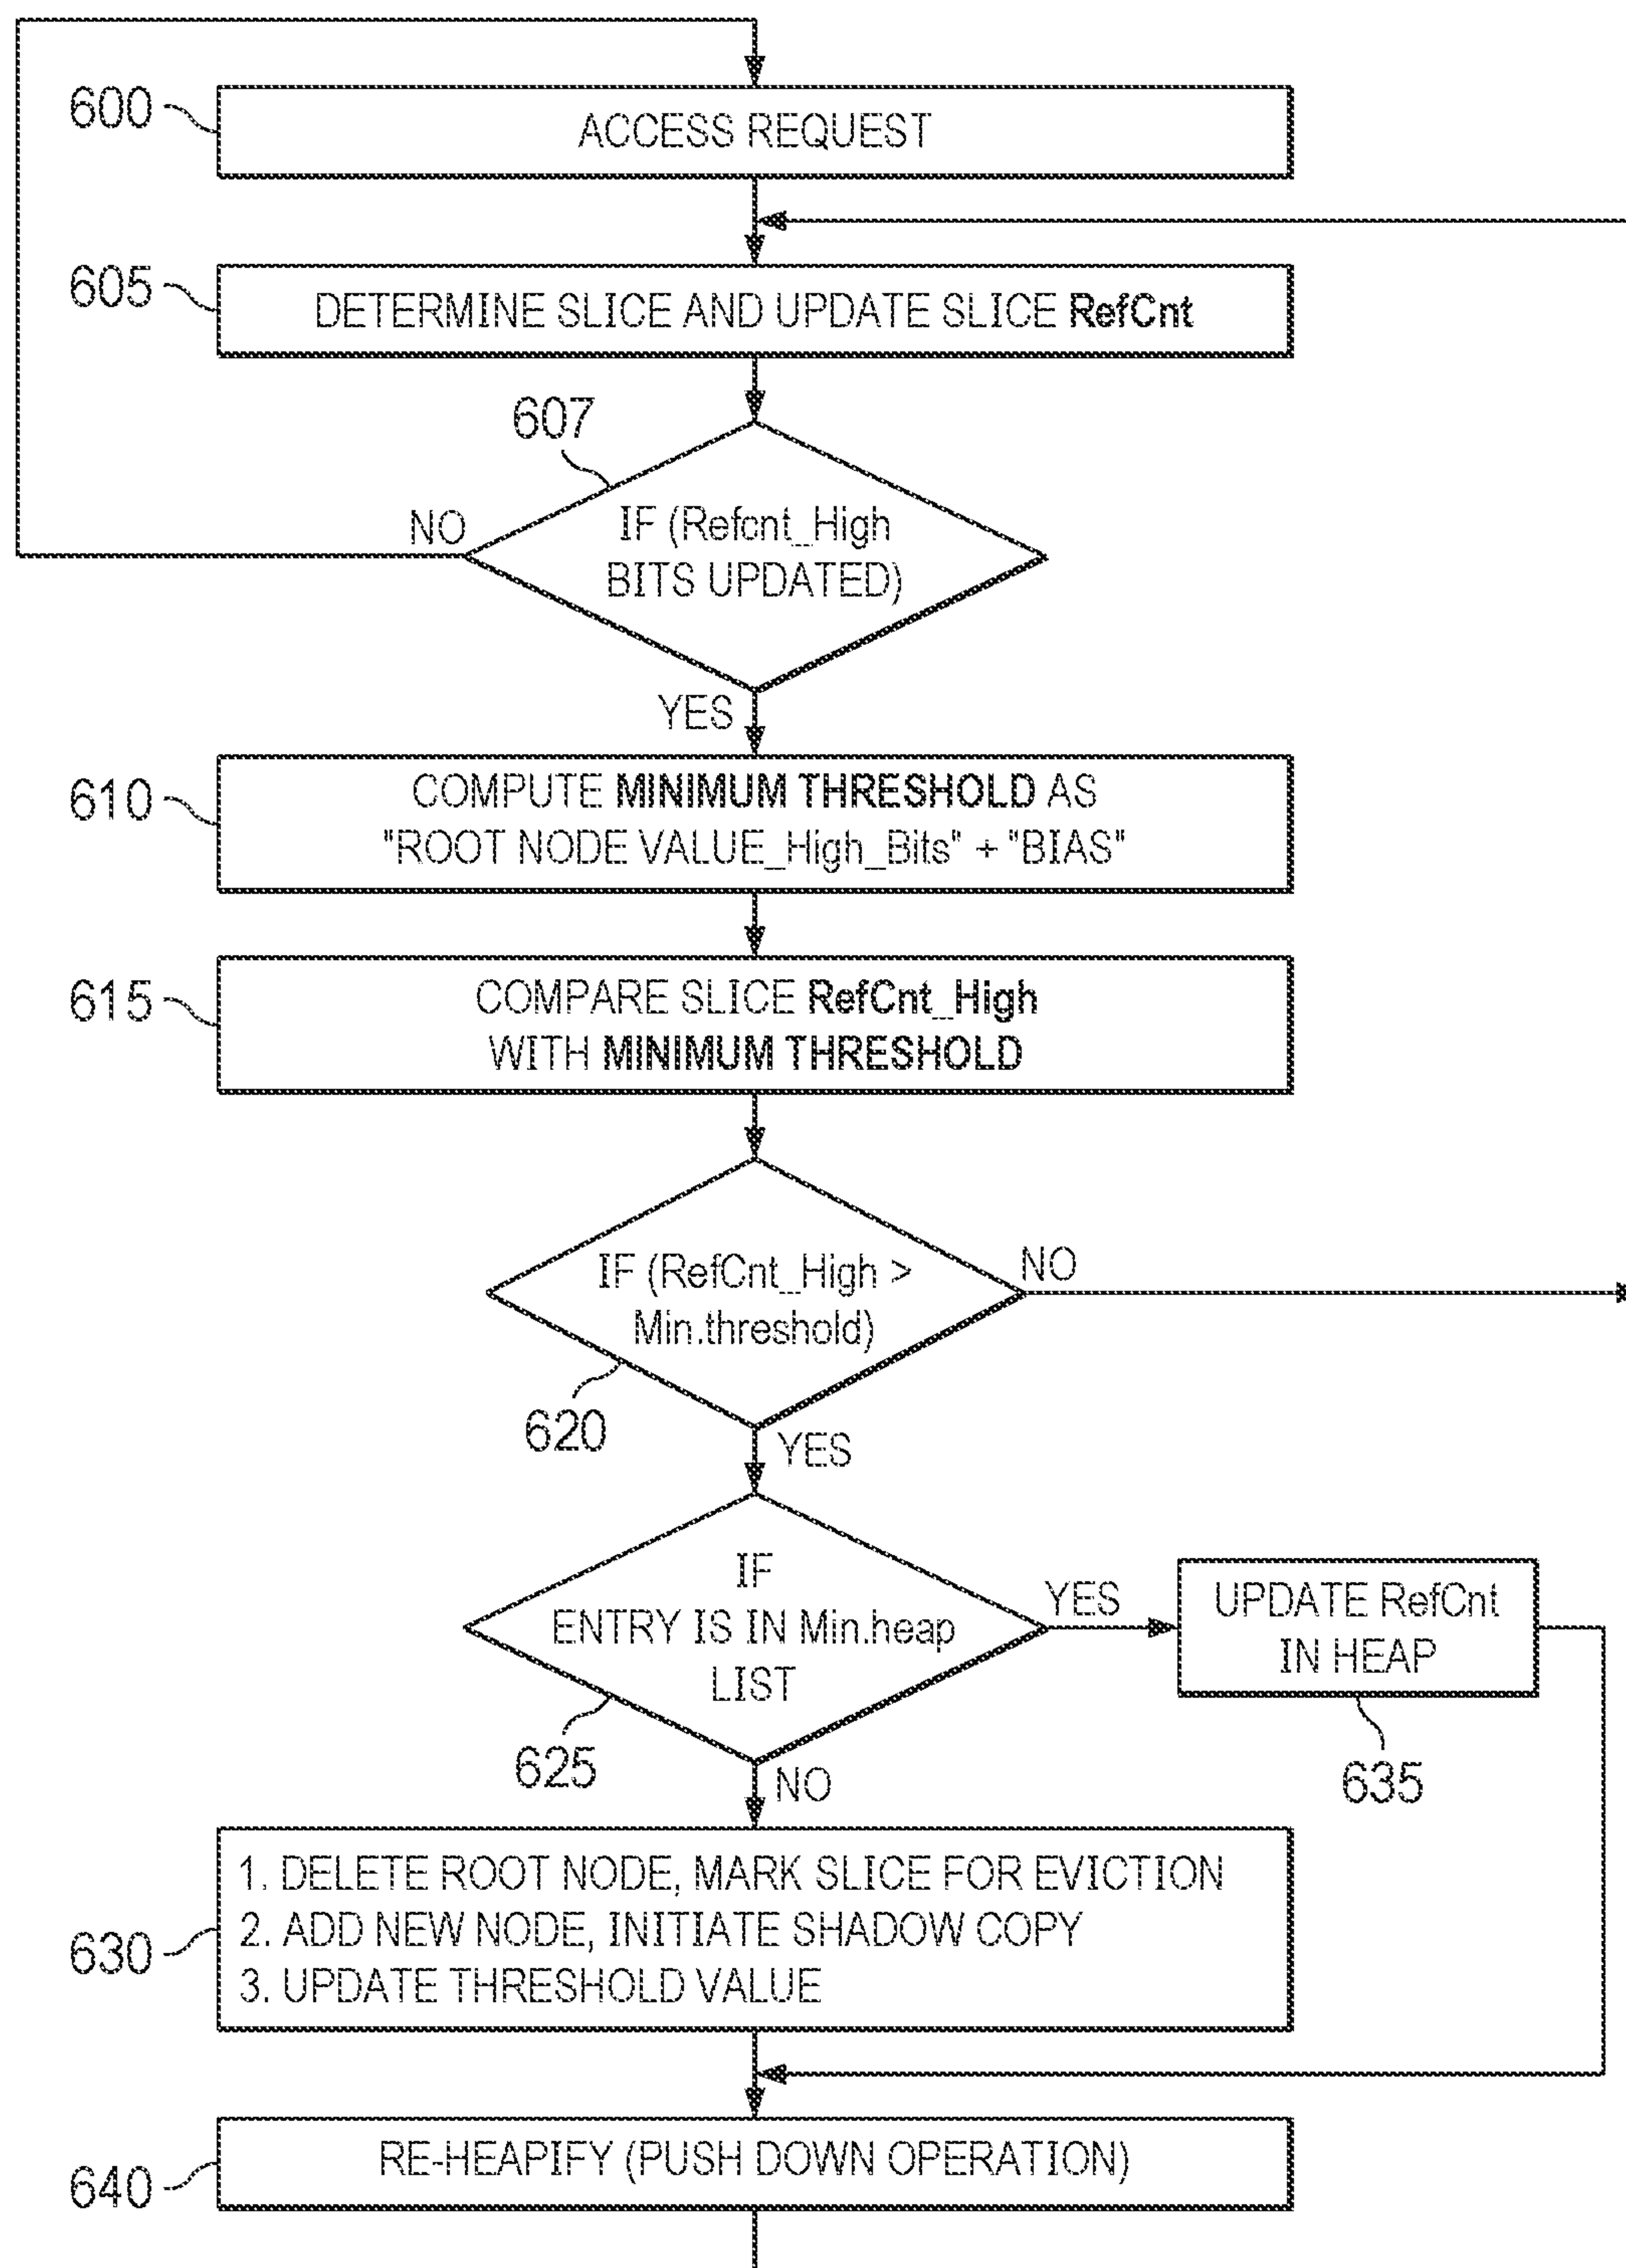 600
ACCESS REQUEST
605
DETERMINE SLICE AND UPDATE SLICE RefCnt
607
NO
IF (Refcnt_High
BITS UPDATED)
YES
610
COMPUTE MINIMUM THRESHOLD AS
"ROOT NODE VALUE_High_Bits" + "BIAS"
615
COMPARE SLICE RefCnt_High
WITH MINIMUM THRESHOLD
IF (RefCnt_High >
Min.threshold)
NO
620
YES
IF
ENTRY IS IN Min.heap
LIST
YES
UPDATE RefCnt
IN HEAP
625
NO
635
630
1. DELETE ROOT NODE, MARK SLICE FOR EVICTION
2. ADD NEW NODE, INITIATE SHADOW COPY
3. UPDATE THRESHOLD VALUE
640
RE-HEAPIFY (PUSH DOWN OPERATION)